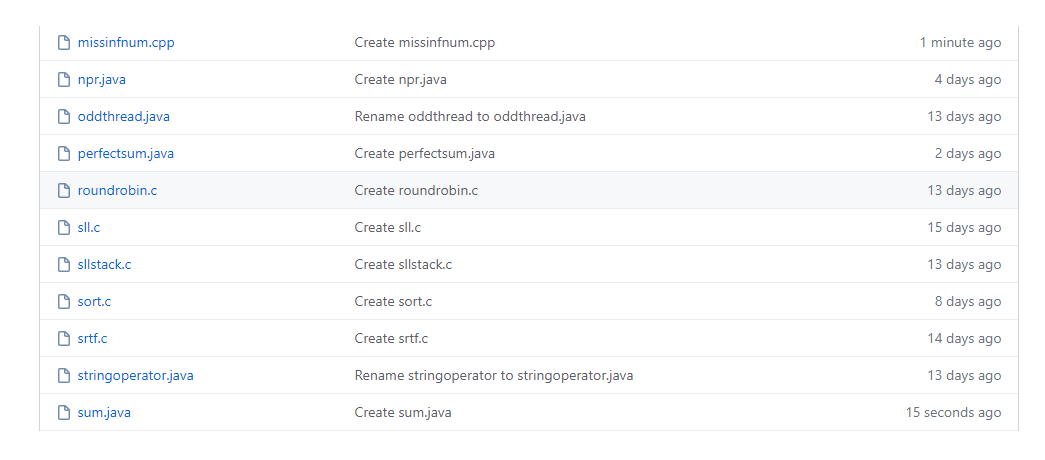 missinfnum.cpp Create missinfnum.cpp 1 minute ago
npr.java Create npr.java 4 days ago
oddthread.java Rename oddthread to oddthread.java 13 days ago
perfectsum.java Create perfectsum.java 2 days ago
roundrobin.c Create roundrobin.c 13 days ago
sll.c Create sll.c 15 days ago
sllstack.c Create sllstack.c 13 days ago
sort.c Create sort.c 8 days ago
srtf.c Create srtf.c 14 days ago
stringoperator.java Rename stringoperator to stringoperator.java 13 days ago
sum.java Create sum.java 15 seconds ago